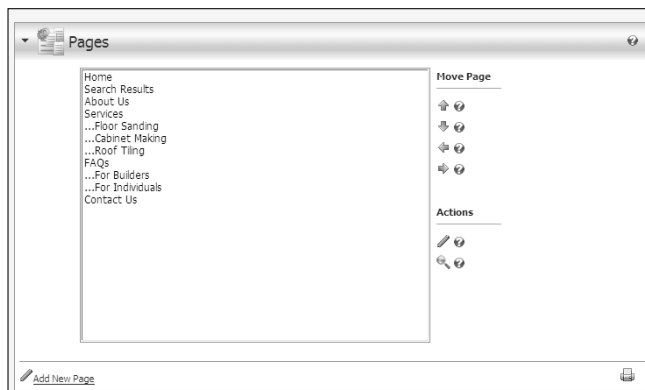 Pages
Home
Search Results
About Us
Services
...Floor Sanding
...Cabinet Making
...Roof Tiling
FAQs
...For Builders
...For Individuals
Contact Us
Move Page
Actions
Add New Page